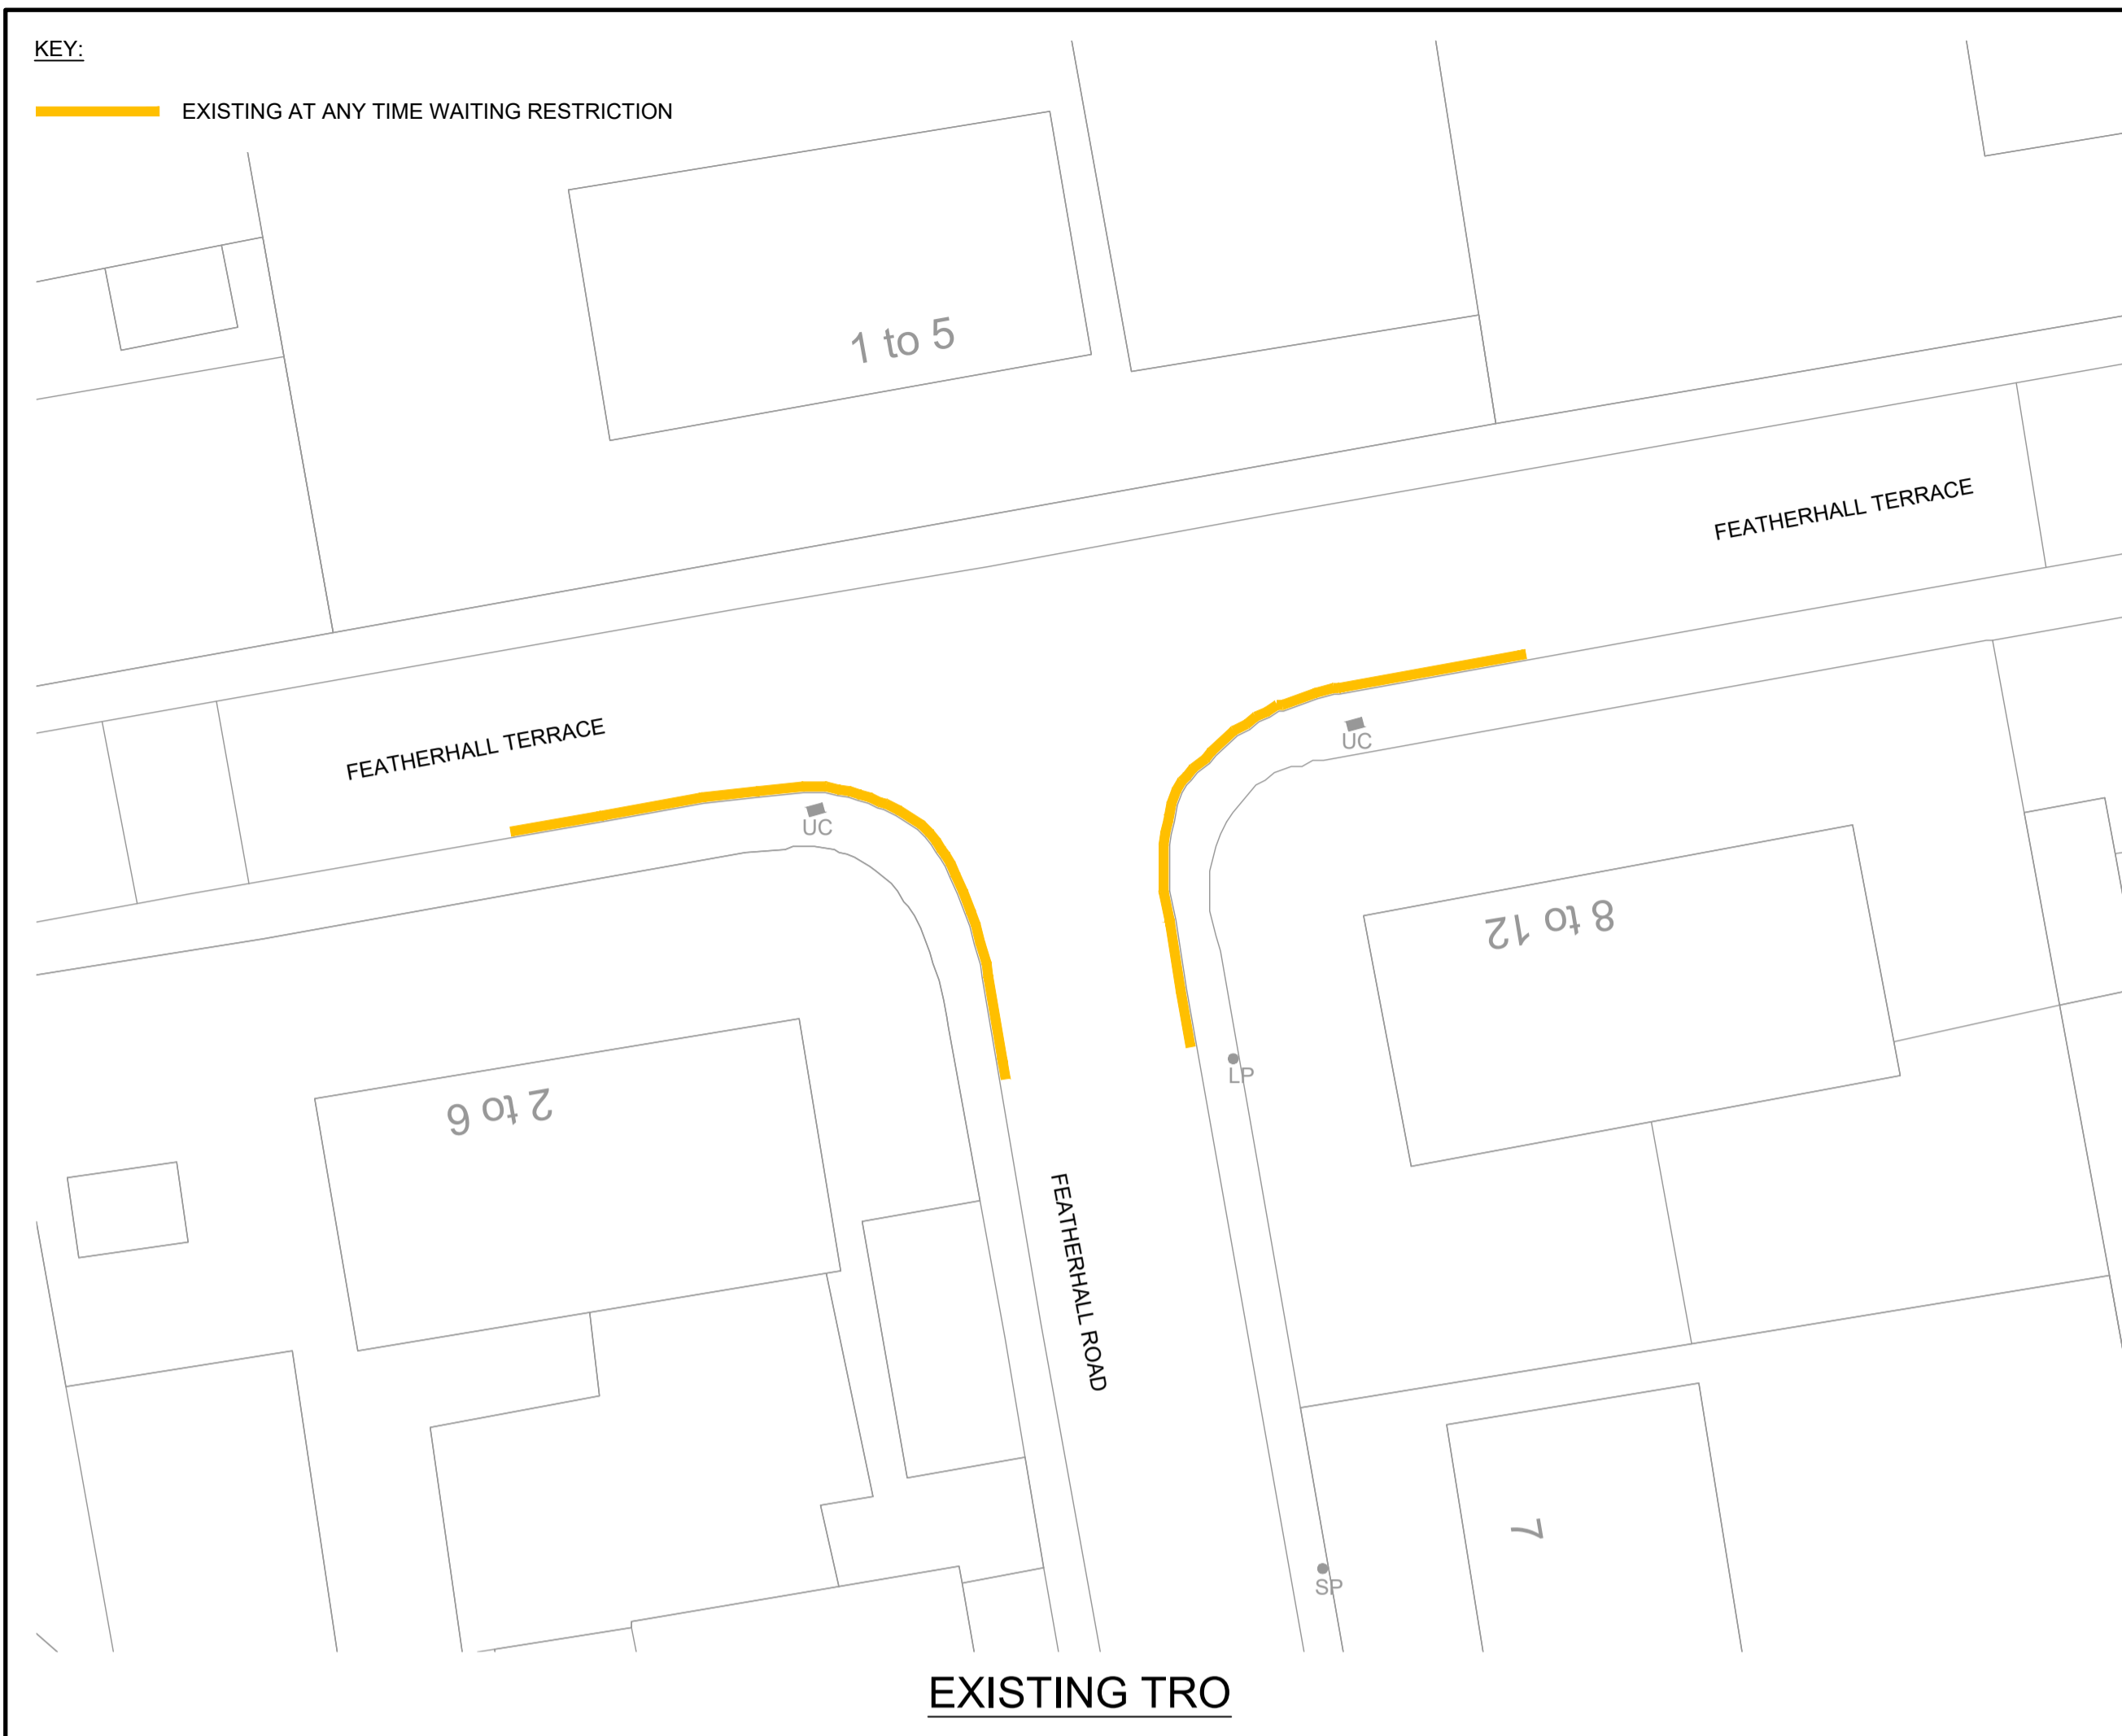 KEY:
EXISTING AT ANY TIME WAITING RESTRICTION
1 to 5
FEATHERHALL TERRACE
FEATHERHALL TERRACE
UC
UC
8 to 12
LP
2 to 6
FEATHERHALL ROAD
7
SP
EXISTING TRO